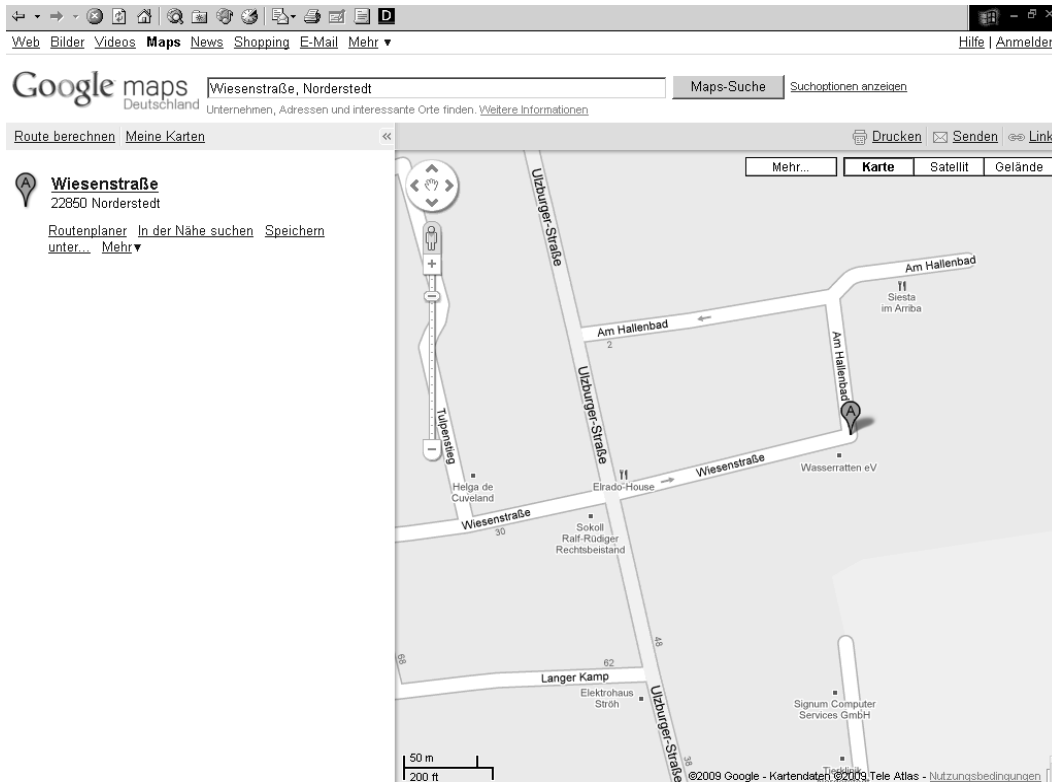 D
Web Bilder Videos Maps News Shopping E-Mail Mehr ▼
Hilfe | Anmelden
Google maps
Deutschland
Wiesenstraße, Norderstedt
Maps-Suche
Suchoptionen anzeigen
Unternehmen, Adressen und interessante Orte finden. Weitere Informationen
Route berechnen Meine Karten «
Drucken Senden Link
A
Wiesenstraße
22850 Norderstedt
Routenplaner In der Nähe suchen Speichern
unter... Mehr▼
Mehr... Karte Satellit Gelände
Ulzburger-Straße
Am Hallenbad
Siesta
im Arriba
Am Hallenbad
2
Am Hallenbad
Ulzburger-Straße
A
Tulpenstieg
Wiesenstraße
Wasserratten eV
Helga de
Cuveland
Elrado-House
Wiesenstraße
30
Sokoll
Ralf-Rüdiger
Rechtsbeistand
48
68
62
Langer Kamp
Elektrohaus
Ströh
Ulzburger-Straße
Signum Computer
Services GmbH
38
Tierklinik
50 m
200 ft
©2009 Google - Kartendaten ©2009 Tele Atlas - Nutzungsbedingungen